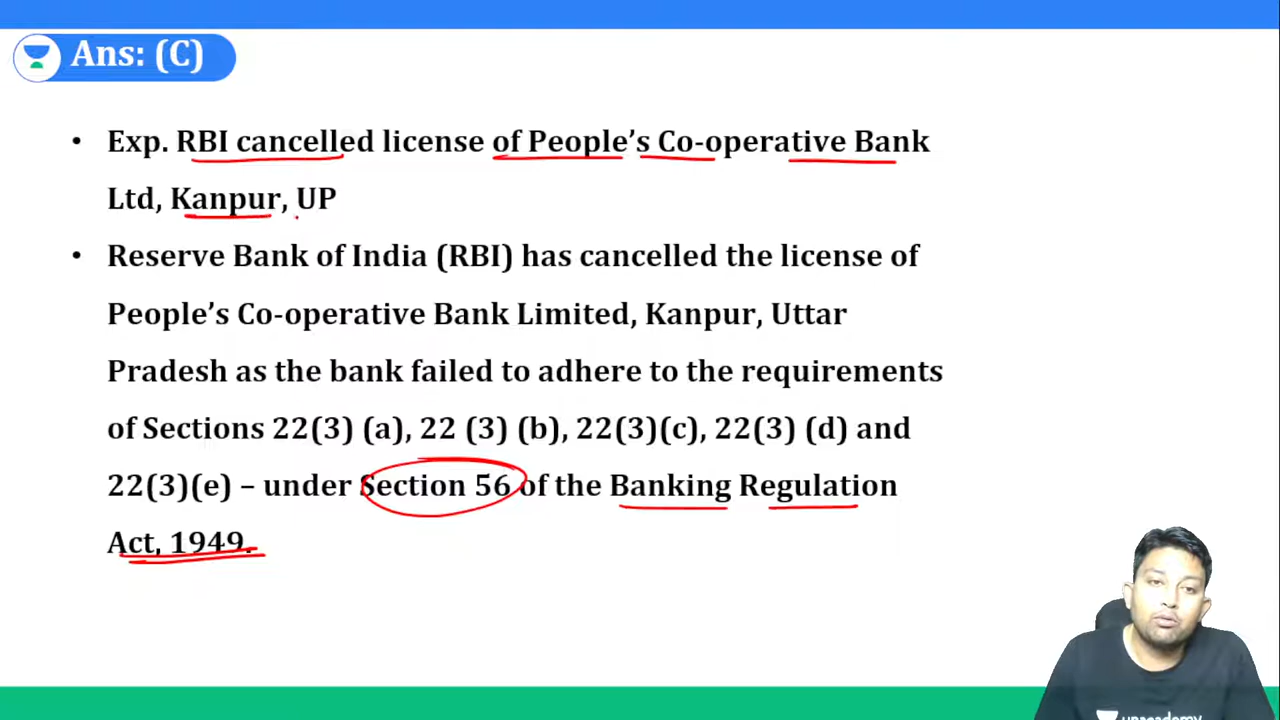 Ans: (C)
• Exp. RBI cancelled license of People's Co-operative Bank
Ltd, Kanpur, UP
• Reserve Bank of India (RBI) has cancelled the license of
People's Co-operative Bank Limited, Kanpur, Uttar
Pradesh as the bank failed to adhere to the requirements
of Sections 22(3) (a), 22 (3) (b), 22(3)(c), 22(3) (d) and
22(3)(e) – under Section 56 of the Banking Regulation
Act, 1949.